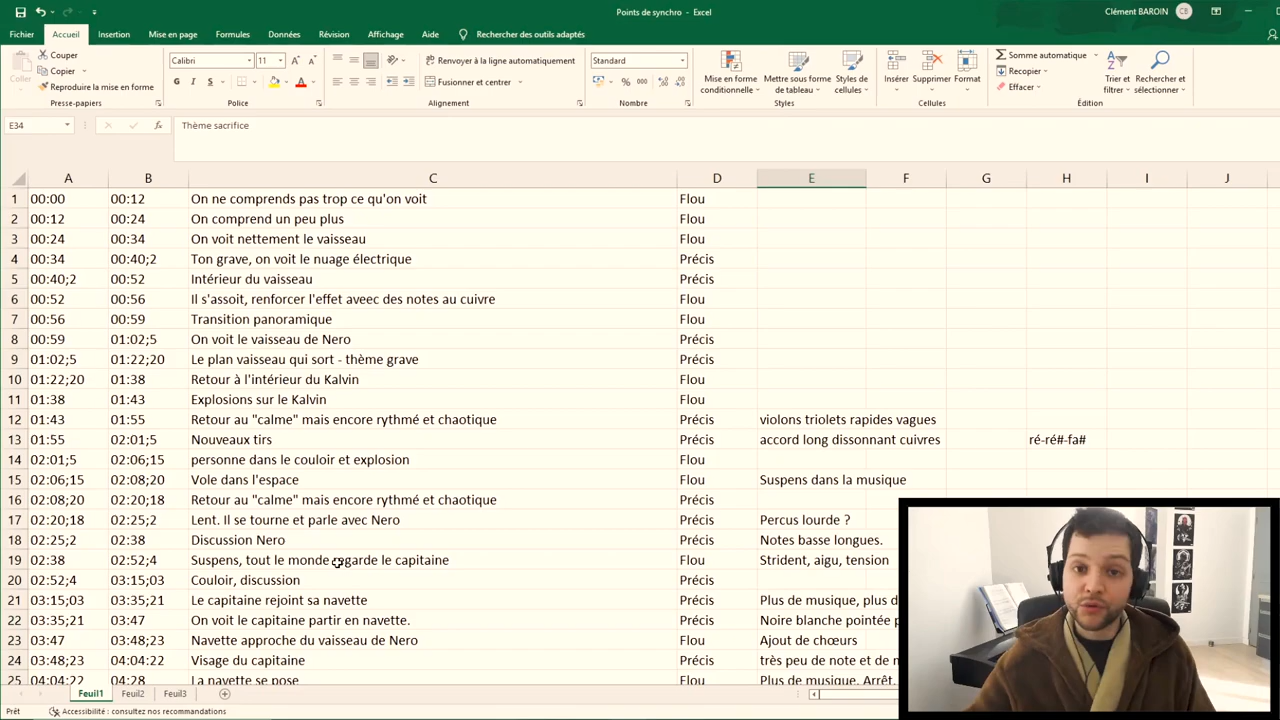 Points de synchro - Excel
Clément BAROIN CB
Fichier Accueil Insertion Mise en page Formules Données Révision Affichage Aide Rechercher des outils adaptés
Coller
Couper
Copier
Reproduire la mise en forme
Presse-papiers
Calibri 11
G I S
Police
Renvoyer à la ligne automatiquement
Fusionner et centrer
Alignement
Standard
% 000
Nombre
Mise en forme conditionnelle
Mettre sous forme de tableau
Styles de cellules
Styles
Insérer Supprimer Format
Cellules
Somme automatique
Recopier
Effacer
Trier et filtrer
Rechercher et sélectionner
Édition
E34 fx Thème sacrifice
A B C D E F G H I J
1 00:00 00:12 On ne comprends pas trop ce qu'on voit Flou
2 00:12 00:24 On comprend un peu plus Flou
3 00:24 00:34 On voit nettement le vaisseau Flou
4 00:34 00:40;2 Ton grave, on voit le nuage électrique Précis
5 00:40;2 00:52 Intérieur du vaisseau Précis
6 00:52 00:56 Il s'assoit, renforcer l'effet aveec des notes au cuivre Flou
7 00:56 00:59 Transition panoramique Flou
8 00:59 01:02;5 On voit le vaisseau de Nero Précis
9 01:02;5 01:22;20 Le plan vaisseau qui sort - thème grave Précis
10 01:22;20 01:38 Retour à l'intérieur du Kalvin Flou
11 01:38 01:43 Explosions sur le Kalvin Flou
12 01:43 01:55 Retour au "calme" mais encore rythmé et chaotique Précis violons triolets rapides vagues
13 01:55 02:01;5 Nouveaux tirs Précis accord long dissonnant cuivres ré-ré#-fa#
14 02:01;5 02:06;15 personne dans le couloir et explosion Flou
15 02:06;15 02:08;20 Vole dans l'espace Flou Suspens dans la musique
16 02:08;20 02:20;18 Retour au "calme" mais encore rythmé et chaotique Précis
17 02:20;18 02:25;2 Lent. Il se tourne et parle avec Nero Précis Percus lourde ?
18 02:25;2 02:38 Discussion Nero Précis Notes basse longues.
19 02:38 02:52;4 Suspens, tout le monde regarde le capitaine Flou Strident, aigu, tension
20 02:52;4 03:15;03 Couloir, discussion Précis
21 03:15;03 03:35;21 Le capitaine rejoint sa navette Précis Plus de musique, plus d
22 03:35;21 03:47 On voit le capitaine partir en navette. Précis Noire blanche pointée p
23 03:47 03:48;23 Navette approche du vaisseau de Nero Flou Ajout de chœurs
24 03:48;23 04:04:22 Visage du capitaine Précis très peu de note et de n
25 04:04:22 04:28 La navette se pose Flou Plus de musique. Arrêt.
Feuil1 Feuil2 Feuil3
Prêt Accessibilité : consultez nos recommandations